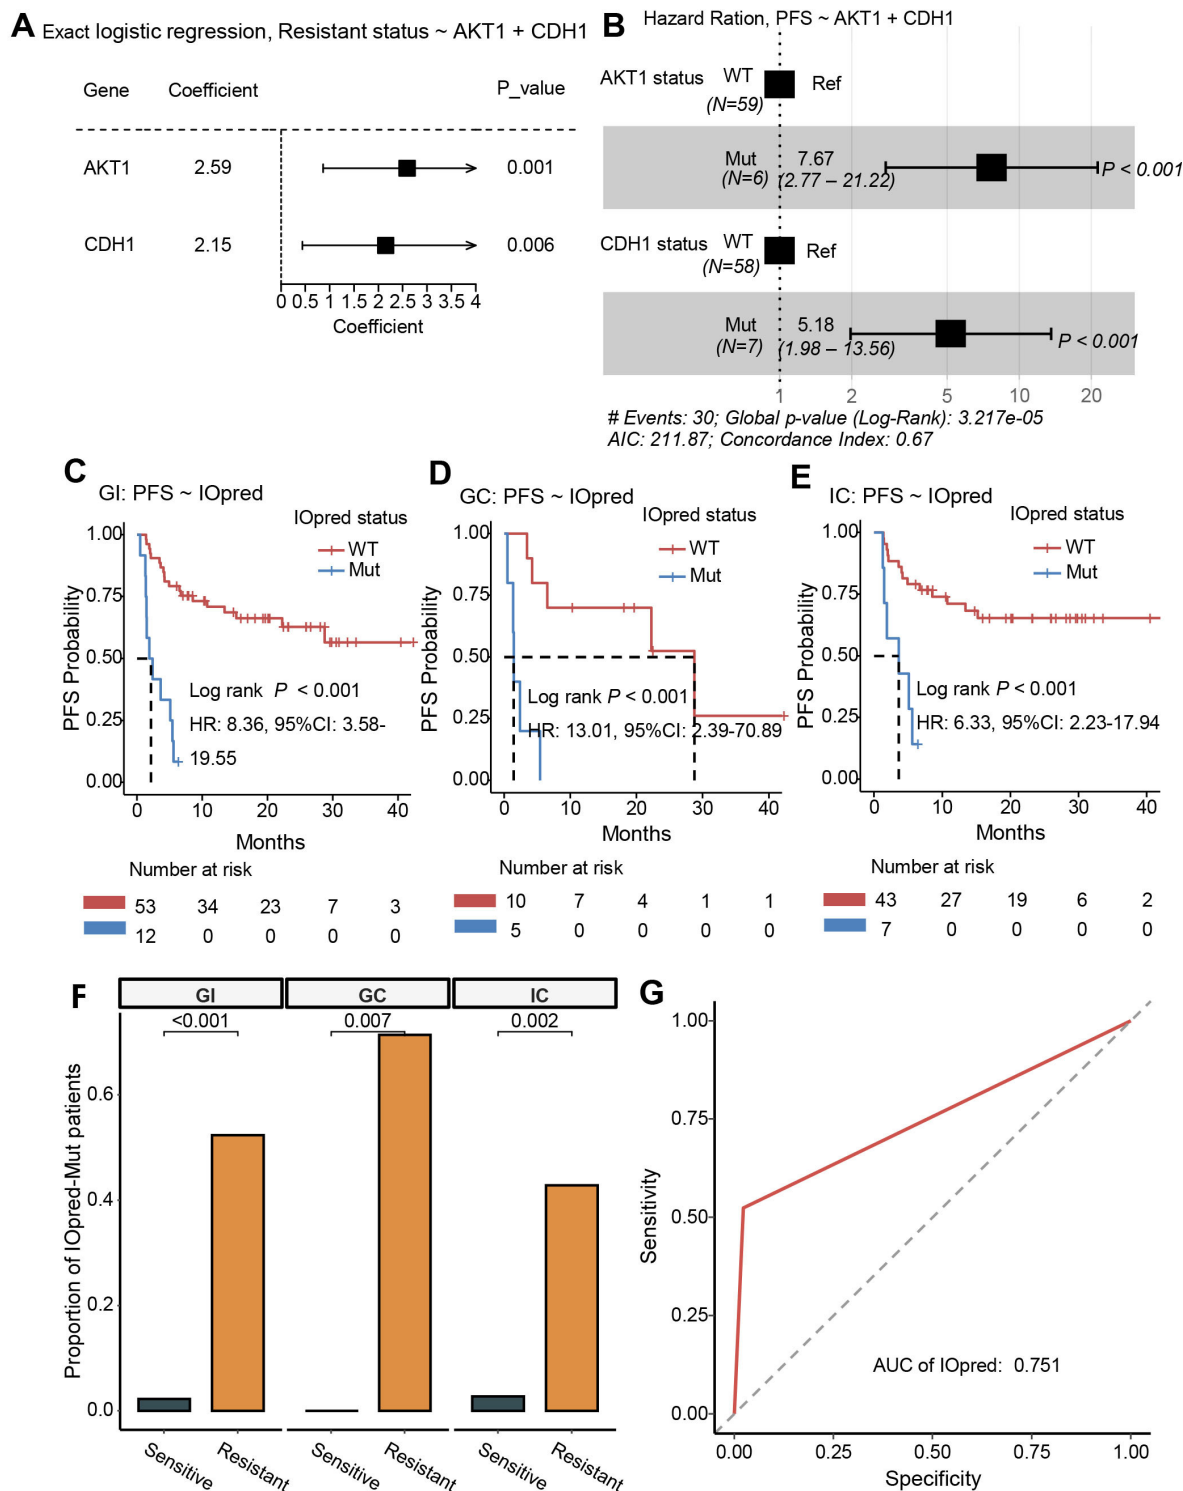 A Exact logistic regression, Resistant status ~ AKT1 + CDH1
Gene Coefficient P_value
AKT1 2.59 0.001
CDH1 2.15 0.006
0 0.5 1 1.5 2 2.5 3 3.5 4
Coefficient
B Hazard Ration, PFS ~ AKT1 + CDH1
AKT1 status WT Ref
(N=59)
Mut 7.67
(N=6) (2.77 – 21.22) P < 0.001
CDH1 status WT Ref
(N=58)
Mut 5.18
(N=7) (1.98 – 13.56) P < 0.001
1 2 5 10 20
# Events: 30; Global p-value (Log-Rank): 3.217e-05
AIC: 211.87; Concordance Index: 0.67
C
GI: PFS ~ IOpred
IOpred status
WT
Mut
PFS Probability
1.00
0.75
0.50
0.25
0.00
Log rank P < 0.001
HR: 8.36, 95%CI: 3.58-
19.55
0 10 20 30 40
Months
Number at risk
53 34 23 7 3
12 0 0 0 0
D
GC: PFS ~ IOpred
IOpred status
WT
Mut
PFS Probability
1.00
0.75
0.50
0.25
0.00
Log rank P < 0.001
HR: 13.01, 95%CI: 2.39-70.89
0 10 20 30 40
Months
Number at risk
10 7 4 1 1
5 0 0 0 0
E
IC: PFS ~ IOpred
IOpred status
WT
Mut
PFS Probability
1.00
0.75
0.50
0.25
0.00
Log rank P < 0.001
HR: 6.33, 95%CI: 2.23-17.94
0 10 20 30 40
Months
Number at risk
43 27 19 6 2
7 0 0 0 0
F
GI GC IC
<0.001 0.007 0.002
Proportion of IOpred-Mut patients
0.6
0.4
0.2
0.0
Sensitive Resistant Sensitive Resistant Sensitive Resistant
G
Sensitivity
1.00
0.75
0.50
0.25
0.00
AUC of IOpred: 0.751
0.00 0.25 0.50 0.75 1.00
Specificity